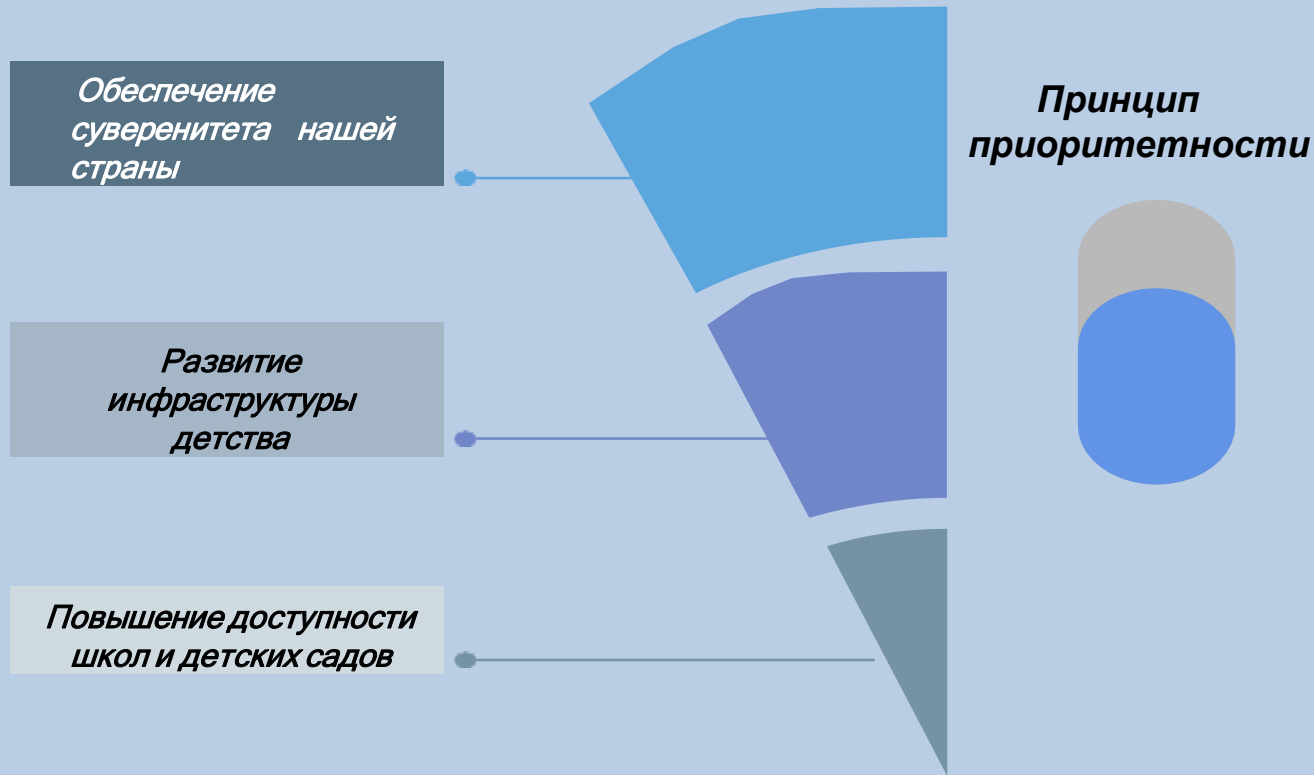 Обеспечение
суверенитета нашей
страны
Принцип
приоритетности
Развитие
инфраструктуры
детства
Повышение доступности
школ и детских садов